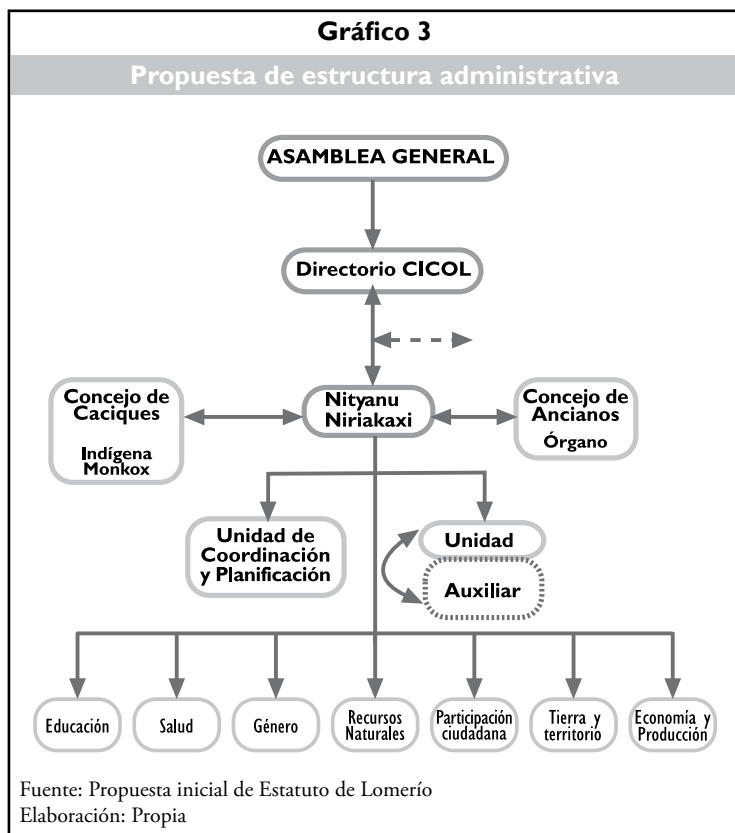 Gráfico 3
Propuesta de estructura administrativa
ASAMBLEA GENERAL
Directorio CICOL
Concejo de
Caciques
Indígena
Monkox
Nityanu
Niriakaxi
Concejo de
Ancianos
Órgano
Unidad de
Coordinación
y Planificación
Unidad
Auxiliar
Educación
Salud
Género
Recursos
Naturales
Participación
ciudadana
Tierra y
territorio
Economía y
Producción
Fuente: Propuesta inicial de Estatuto de Lomerío
Elaboración: Propia